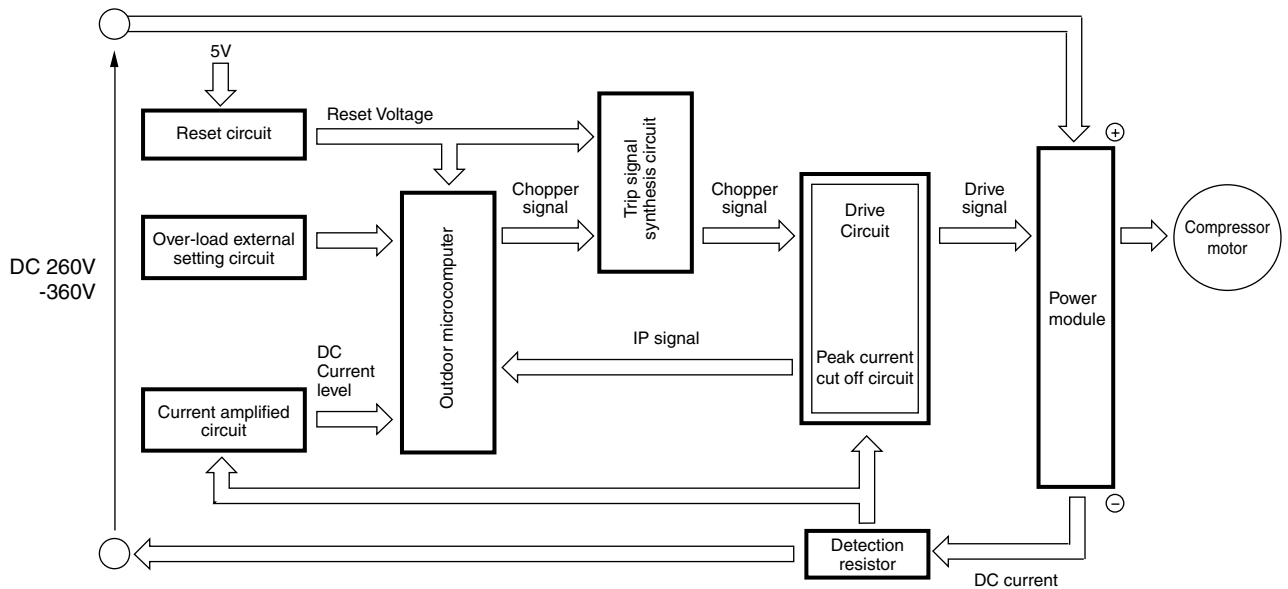 5V
Reset circuit
Reset Voltage
Trip signal
synthesis circuit
+
Over-load external
setting circuit
Outdoor microcomputer
Chopper
signal
Chopper
signal
Drive
Circuit
Drive
signal
Compressor
motor
DC 260V
-360V
Power
module
IP signal
Peak current
cut off circuit
DC
Current
level
Current amplified
circuit
−
Detection
resistor
DC current